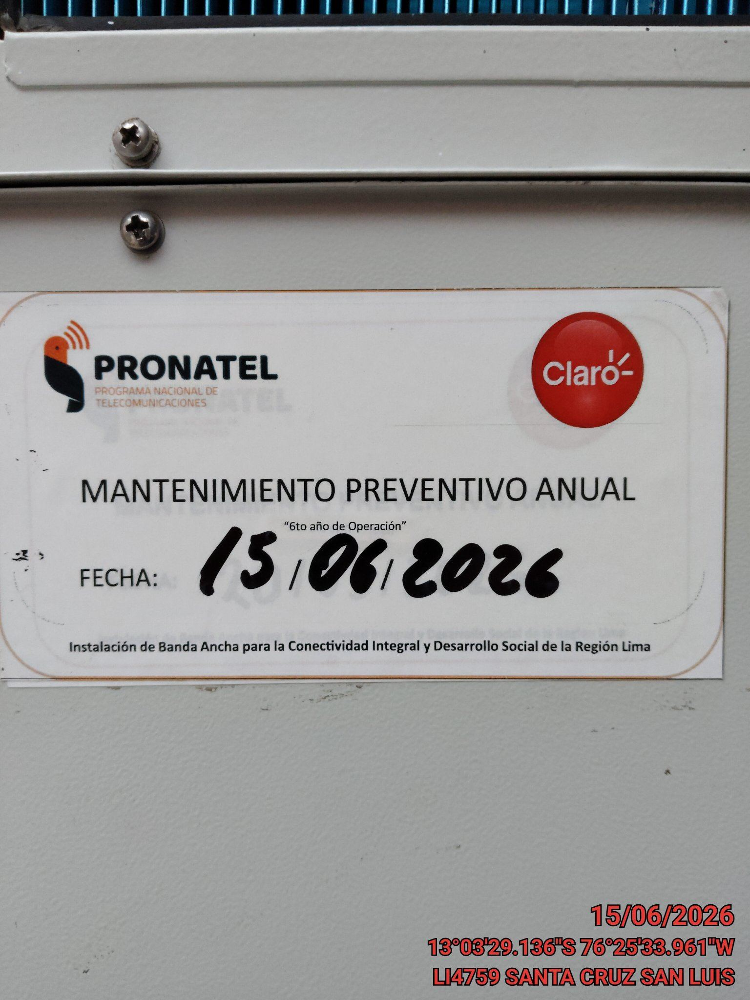 PRONATEL
PROGRAMA NACIONAL DE
TELECOMUNICACIONES
Claro
MANTENIMIENTO PREVENTIVO ANUAL
“6to año de Operación”
FECHA: 15/06/2026
Instalación de Banda Ancha para la Conectividad Integral y Desarrollo Social de la Región Lima
15/06/2026
13°03'29.136"S 76°25'33.961"W
LI4759 SANTA CRUZ SAN LUIS